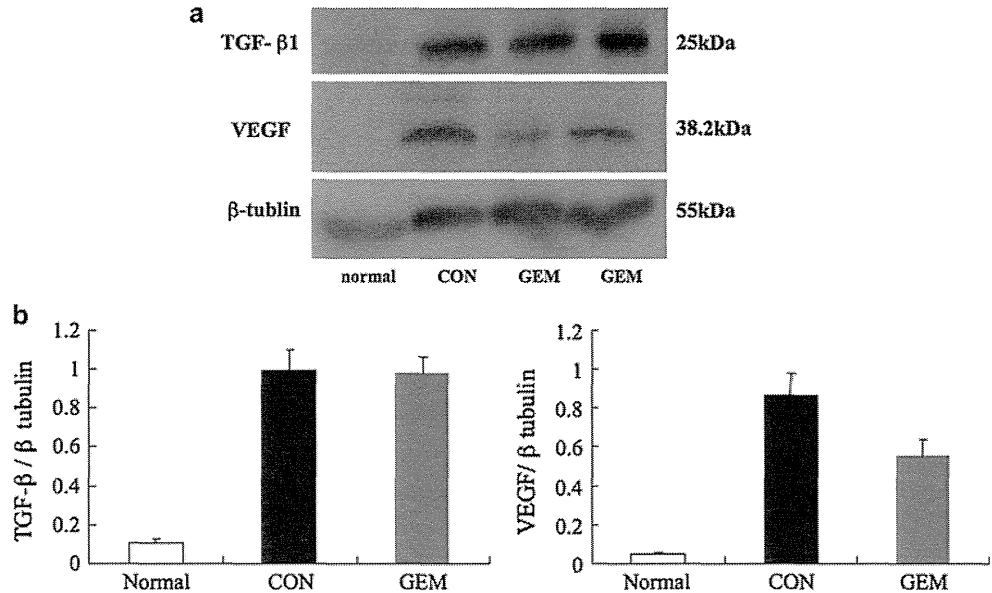 a
TGF- β1 25kDa
VEGF 38.2kDa
β-tublin 55kDa
normal CON GEM GEM
b
TGF-β / β tubulin
1.2
1
0.8
0.6
0.4
0.2
0
Normal CON GEM
VEGF/ β tubulin
1.2
1
0.8
0.6
0.4
0.2
0
Normal CON GEM